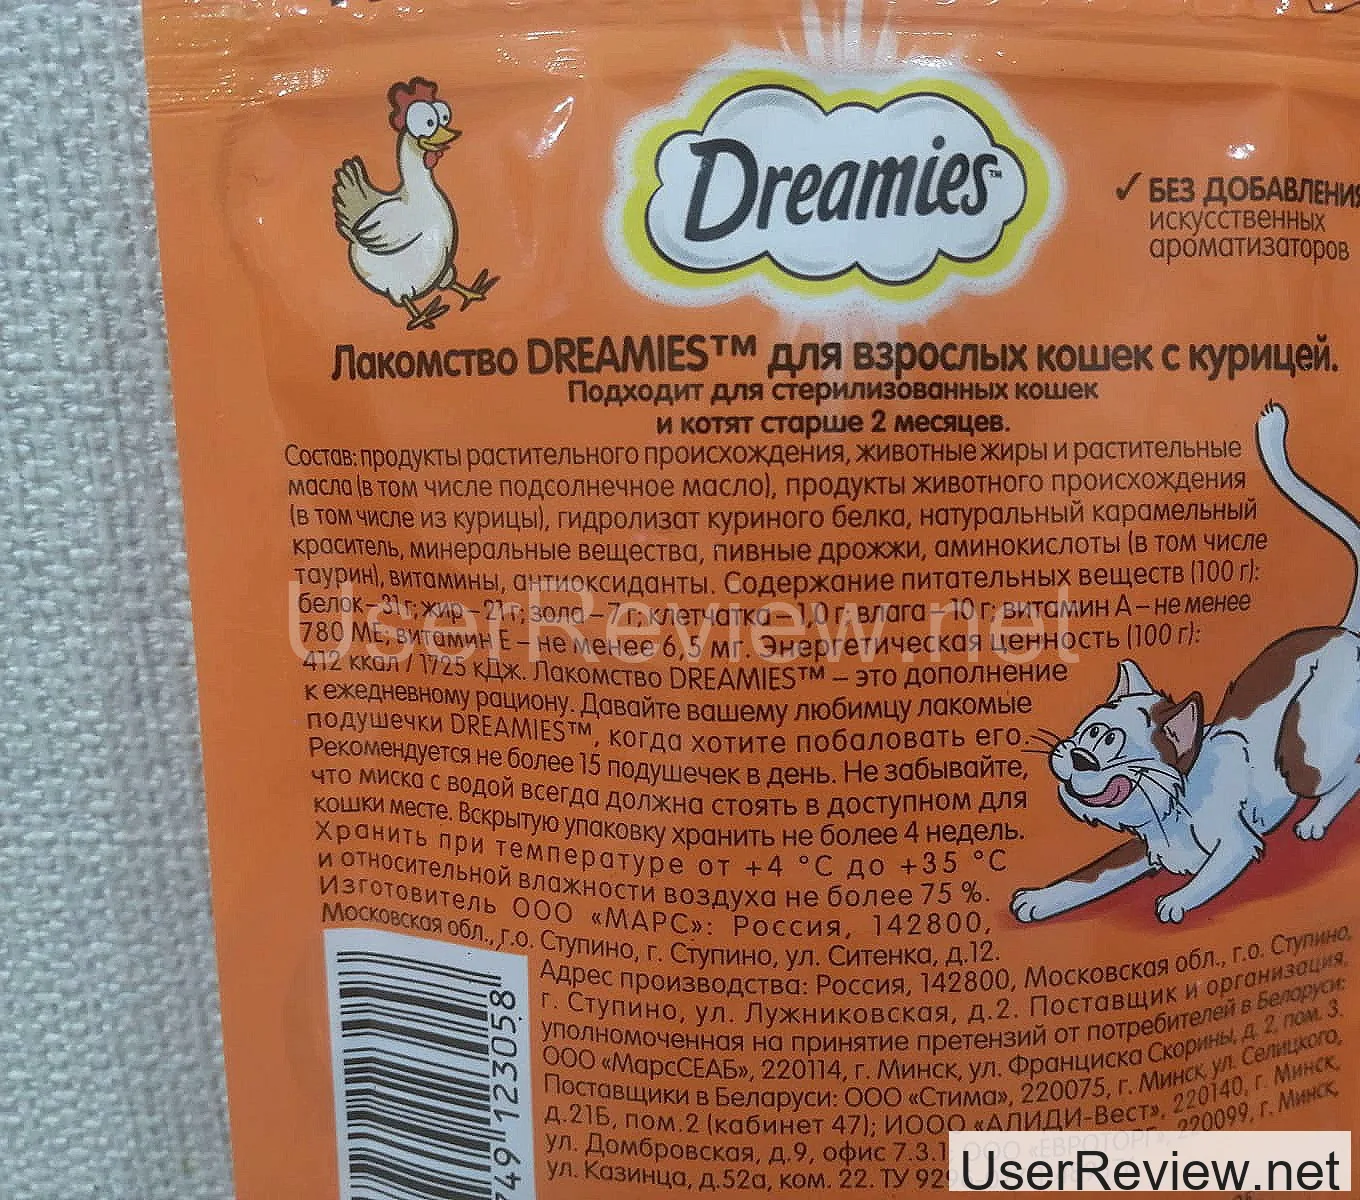 Dreamies™
✓ БЕЗ ДОБАВЛЕНИЯ
искусственных
ароматизаторов
Лакомство DREAMIES™ для взрослых кошек с курицей.
Подходит для стерилизованных кошек
и котят старше 2 месяцев.
Состав: продукты растительного происхождения, животные жиры и растительные
масла (в том числе подсолнечное масло), продукты животного происхождения
(в том числе из курицы), гидролизат куриного белка, натуральный карамельный
краситель, минеральные вещества, пивные дрожжи, аминокислоты (в том числе
таурин), витамины, антиоксиданты. Содержание питательных веществ (100 г):
белок – 31 г; жир – 21 г; зола – 7 г; клетчатка – 1,0 г; влага – 10 г; витамин А – не менее
780 МЕ; витамин Е – не менее 6,5 мг. Энергетическая ценность (100 г):
412 ккал / 1725 кДж. Лакомство DREAMIES™ – это дополнение
к ежедневному рациону. Давайте вашему любимцу лакомые
подушечки DREAMIES™, когда хотите побаловать его.
Рекомендуется не более 15 подушечек в день. Не забывайте,
что миска с водой всегда должна стоять в доступном для
кошки месте. Вскрытую упаковку хранить не более 4 недель.
Хранить при температуре от +4 °С до +35 °С
и относительной влажности воздуха не более 75 %.
Изготовитель ООО «МАРС»: Россия, 142800,
Московская обл., г.о. Ступино, г. Ступино, ул. Ситенка, д.12.
Адрес производства: Россия, 142800, Московская обл., г.о. Ступино,
г. Ступино, ул. Лужниковская, д.2. Поставщик и организация,
уполномоченная на принятие претензий от потребителей в Беларуси:
ООО «МарсСЕАБ», 220114, г. Минск, ул. Франциска Скорины, д. 2, пом. 3.
Поставщики в Беларуси: ООО «Стима», 220075, г. Минск, ул. Селицкого,
д.21Б, пом.2 (кабинет 47); ИООО «АЛИДИ-Вест», 220140, г. Минск,
ул. Домбровская, д.9, офис 7.3.1 ООО «ЕВРОТОРГ», 220099, г. Минск,
ул. Казинца, д.52а, ком. 22. ТУ 929
749 123058
UserReview.net
UserReview.net